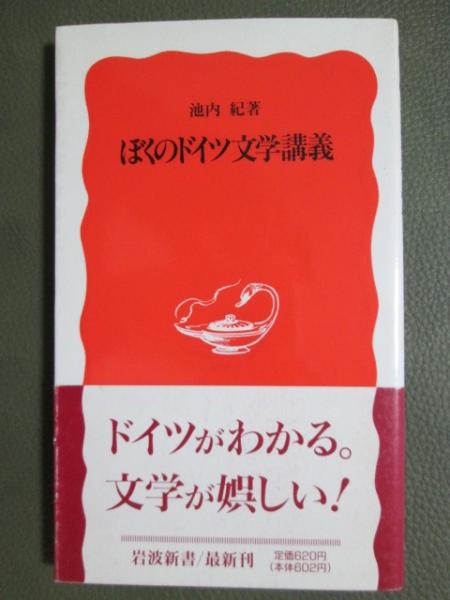 池内 紀著
ぼくのドイツ文学講義
ドイツがわかる。
文学が娯しい!
岩波新書/最新刊
定価620円
(本体602円)